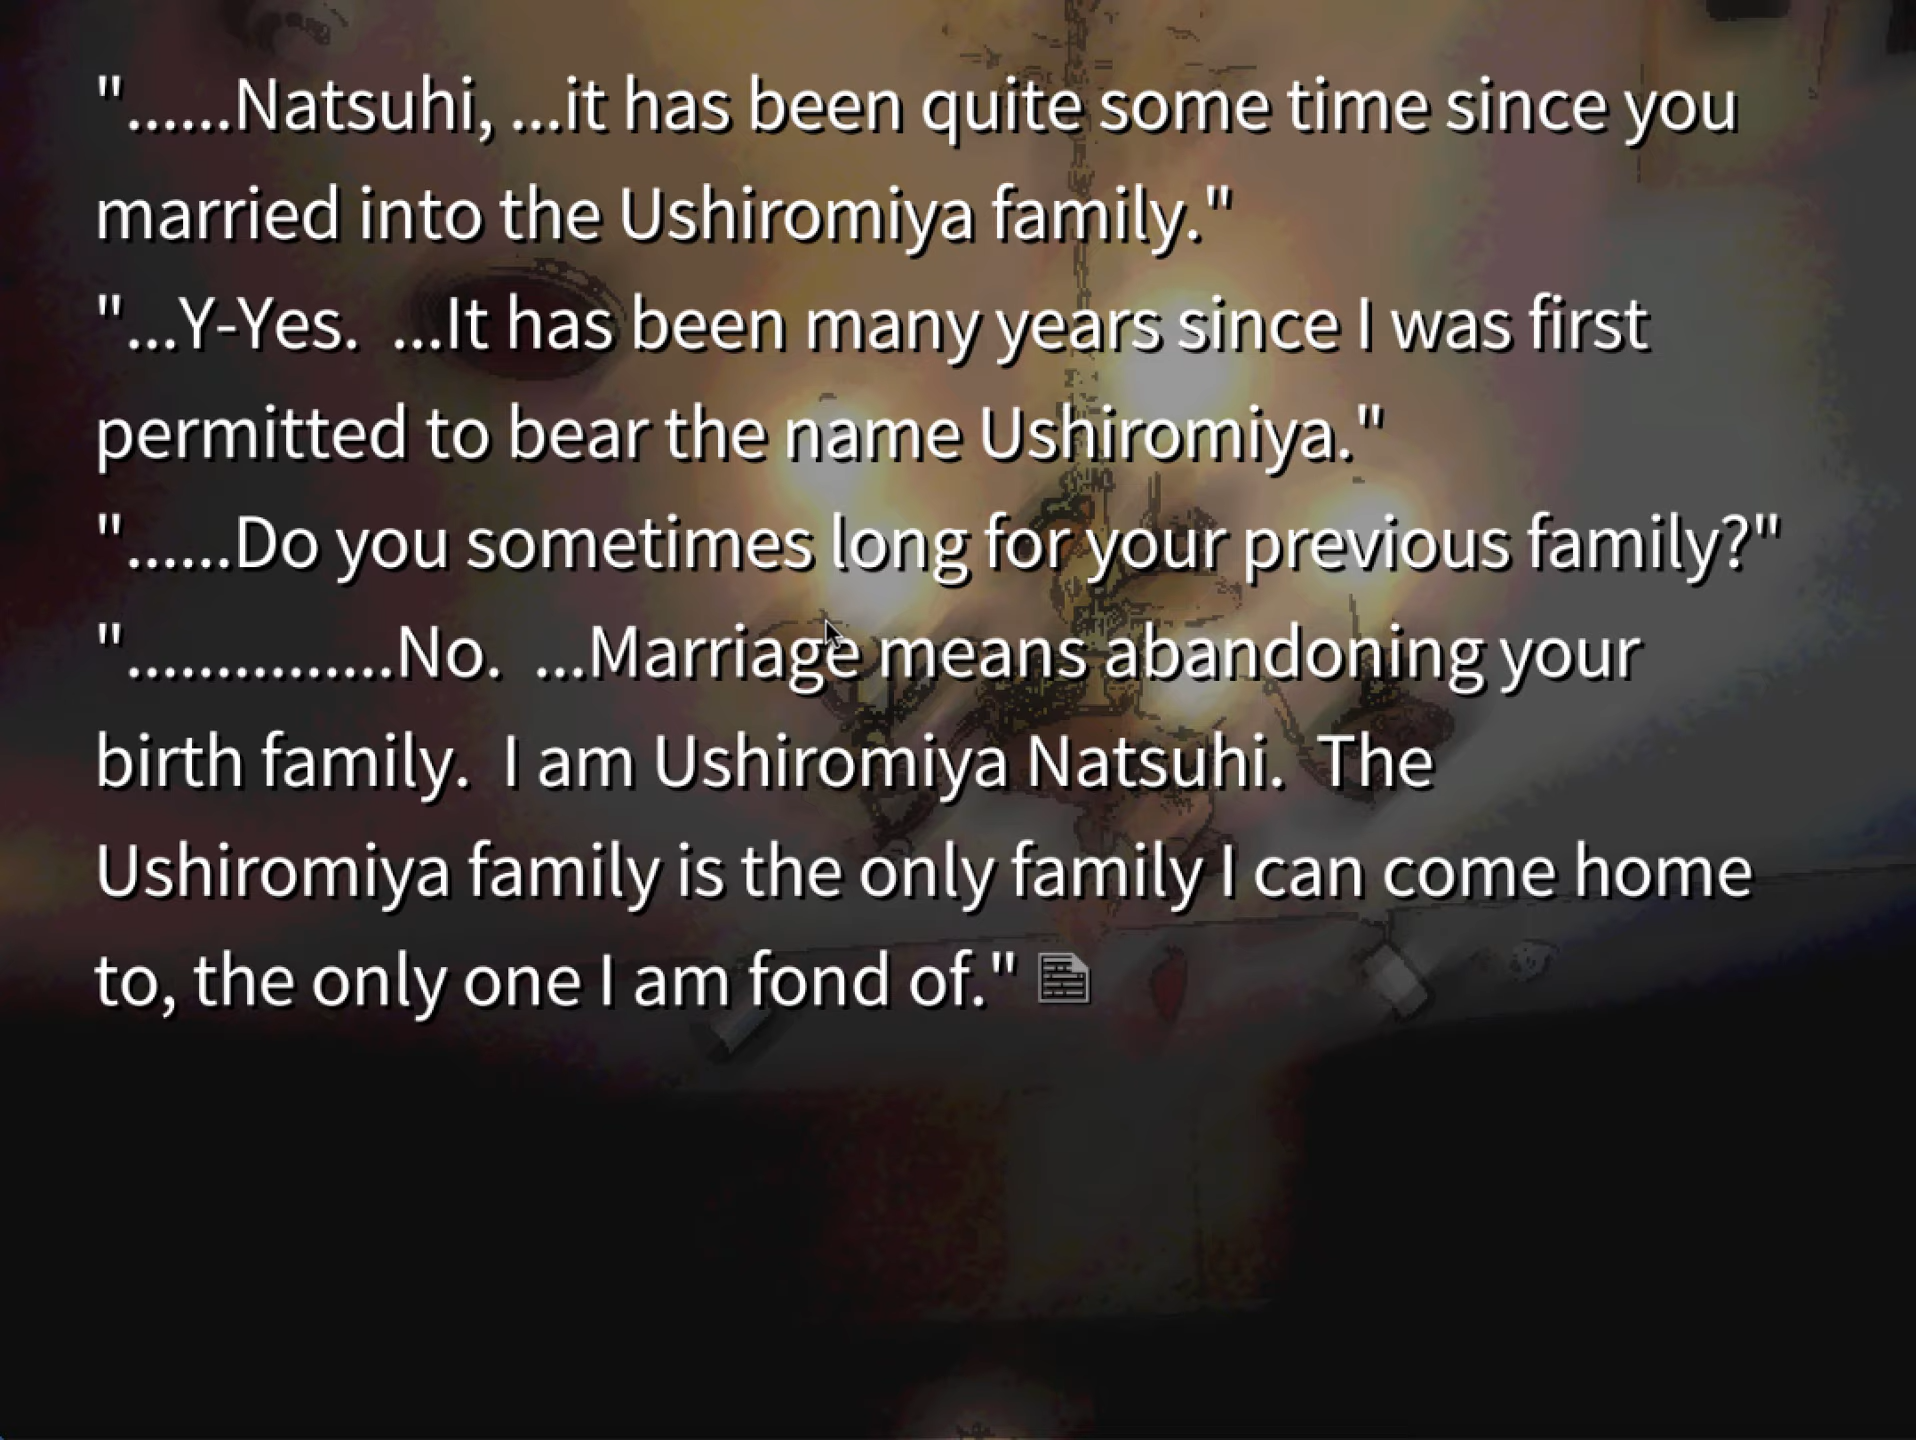 "......Natsuhi, ...it has been quite some time since you
married into the Ushiromiya family."
"...Y-Yes.  ...It has been many years since I was first
permitted to bear the name Ushiromiya."
"......Do you sometimes long for your previous family?"
"...............No.  ...Marriage means abandoning your
birth family.  I am Ushiromiya Natsuhi.  The
Ushiromiya family is the only family I can come home
to, the only one I am fond of."